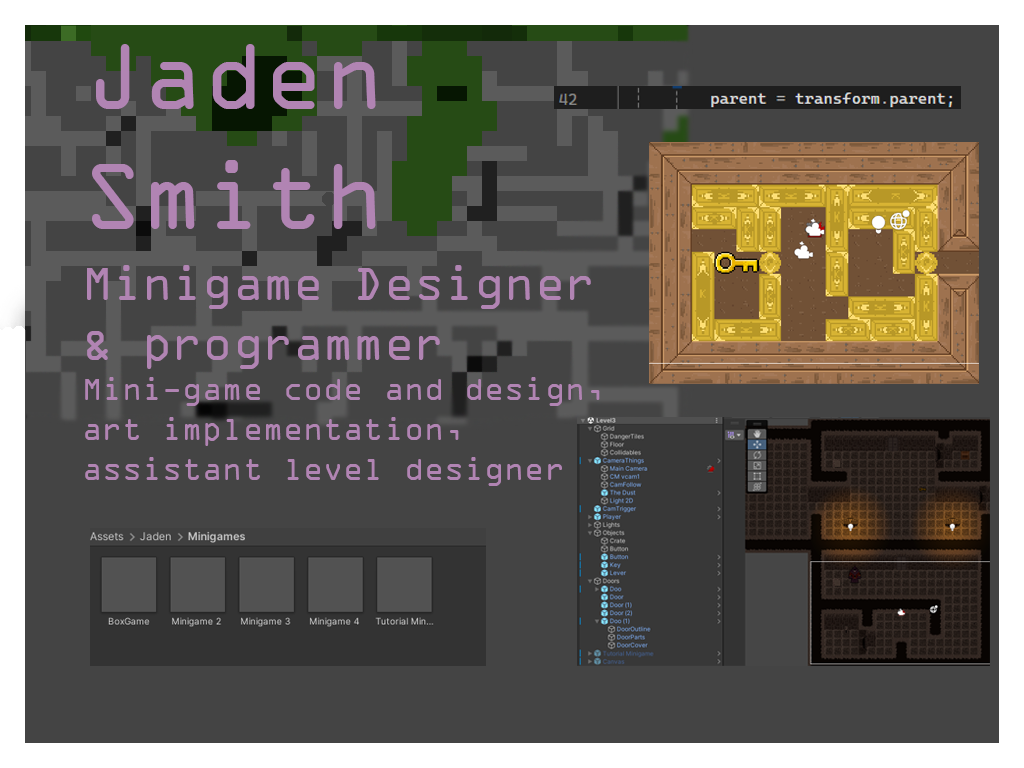 Jaden
Smith
Minigame Designer
& programmer
Mini-game code and design,
art implementation,
assistant level designer
42 parent = transform.parent;
Assets > Jaden > Minigames
BoxGame Minigame 2 Minigame 3 Minigame 4 Tutorial Min...
Level3
Grid
DangerTiles
Floor
Collidables
CameraThings
Main Camera
CM vcam1
CamFollow
The Dust
Light 2D
CamTrigger
Player
Lights
Objects
Crate
Button
Button
Key
Lever
Doors
Doo
Door
Door (1)
Door (2)
Doo (1)
DoorOutline
DoorParts
DoorCover
Tutorial Minigame
Canvas